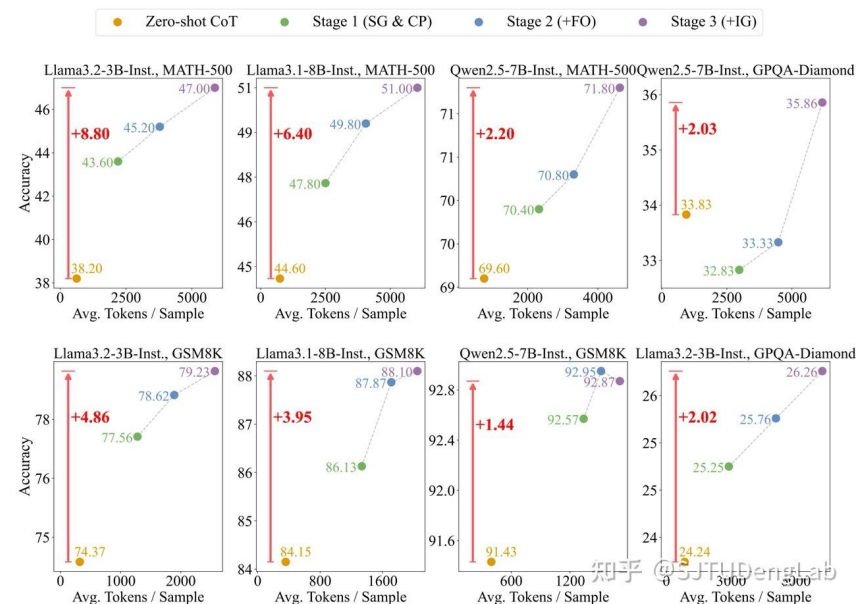 Zero-shot CoT Stage 1 (SG & CP) Stage 2 (+FO) Stage 3 (+IG)
Llama3.2-3B-Inst., MATH-500
Accuracy
46
44
42
40
38
47.00
45.20
43.60
38.20
+8.80
0 2500 5000
Avg. Tokens / Sample
Llama3.1-8B-Inst., MATH-500
51
50
48
46
45
51.00
49.80
47.80
44.60
+6.40
0 2500 5000
Avg. Tokens / Sample
Qwen2.5-7B-Inst., MATH-500
71
71
70
70
69
71.80
70.80
70.40
69.60
+2.20
2000 4000
Avg. Tokens / Sample
Qwen2.5-7B-Inst., GPQA-Diamond
36
35
34
33
35.86
33.83
33.33
32.83
+2.03
0 2500 5000
Avg. Tokens / Sample
Llama3.2-3B-Inst., GSM8K
Accuracy
78
76
75
79.23
78.62
77.56
74.37
+4.86
0 1000 2000
Avg. Tokens / Sample
Llama3.1-8B-Inst., GSM8K
88
87
86
85
84
88.10
87.87
86.13
84.15
+3.95
0 800 1600
Avg. Tokens / Sample
Qwen2.5-7B-Inst., GSM8K
92.8
92.4
92.0
91.6
92.95
92.87
92.57
91.43
+1.44
600 1200
Avg. Tokens / Sample
Llama3.2-3B-Inst., GPQA-Diamond
26
25
25
24
26.26
25.76
25.25
24.24
+2.02
0 3000 5000
Avg. Tokens / Sample
知乎 @SJTUDengLab